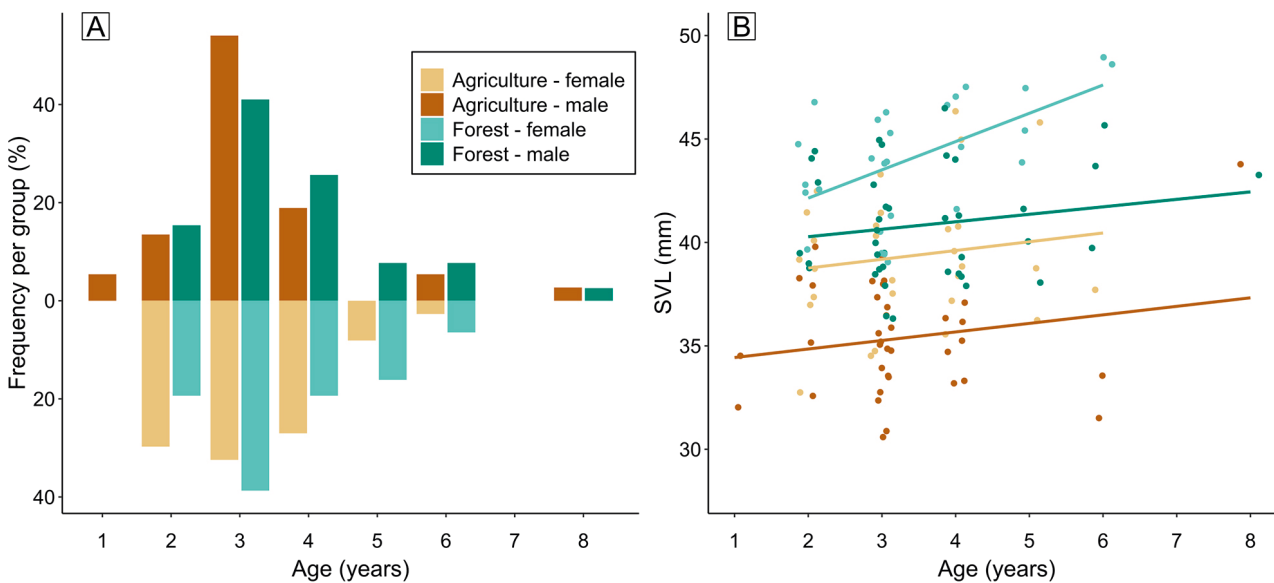 A
Frequency per group (%)
40
20
0
20
40
1 2 3 4 5 6 7 8
Age (years)
Agriculture - female
Agriculture - male
Forest - female
Forest - male
B
SVL (mm)
50
45
40
35
30
1 2 3 4 5 6 7 8
Age (years)